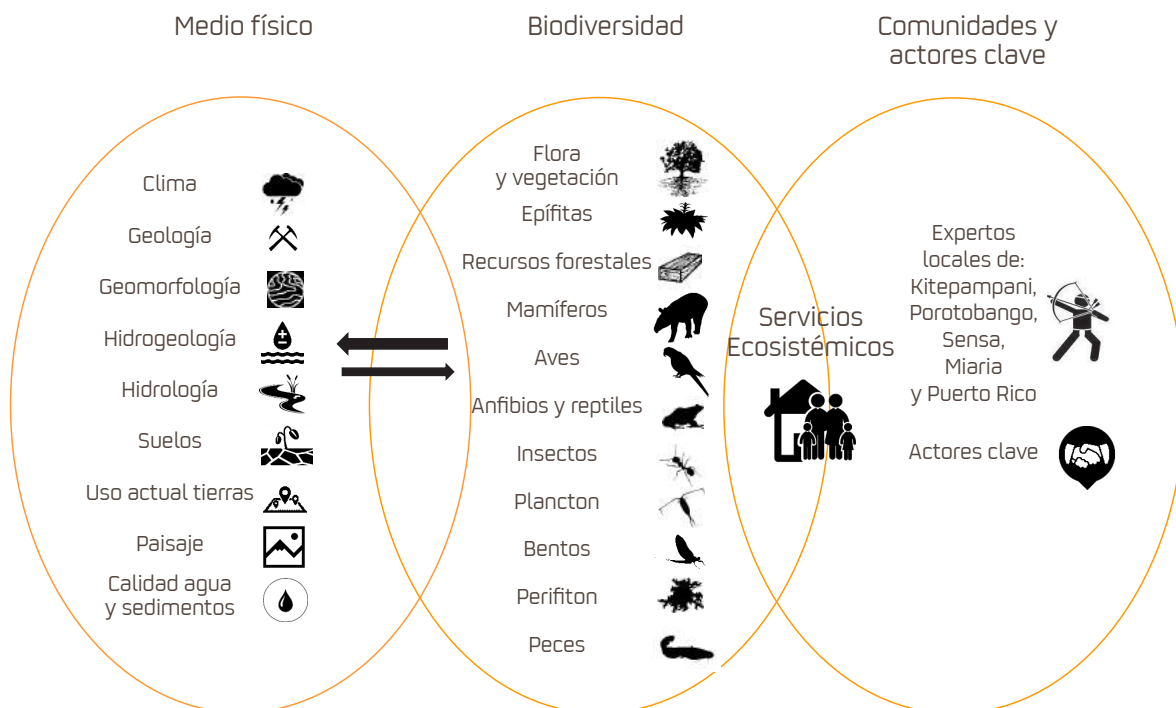 Medio físico
Biodiversidad
Comunidades y
actores clave
Clima
Geología
Geomorfología
Hidrogeología
Hidrología
Suelos
Uso actual tierras
Paisaje
Calidad agua
y sedimentos
Flora
y vegetación
Epífitas
Recursos forestales
Mamíferos
Aves
Anfibios y reptiles
Insectos
Plancton
Bentos
Perifiton
Peces
Servicios
Ecosistémicos
Expertos
locales de:
Kitepampani,
Porotobango,
Sensa,
Miaria
y Puerto Rico
Actores clave